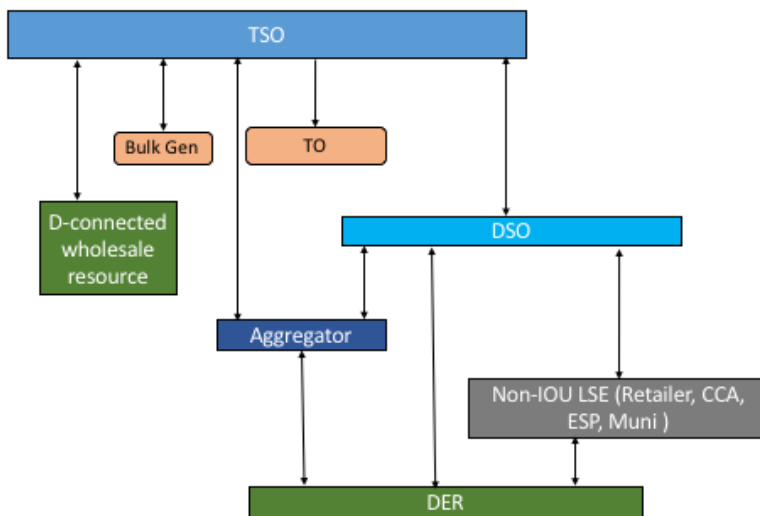 TSO
Bulk Gen
TO
D-connected
wholesale
resource
DSO
Aggregator
Non-IOU LSE (Retailer, CCA,
ESP, Muni )
DER